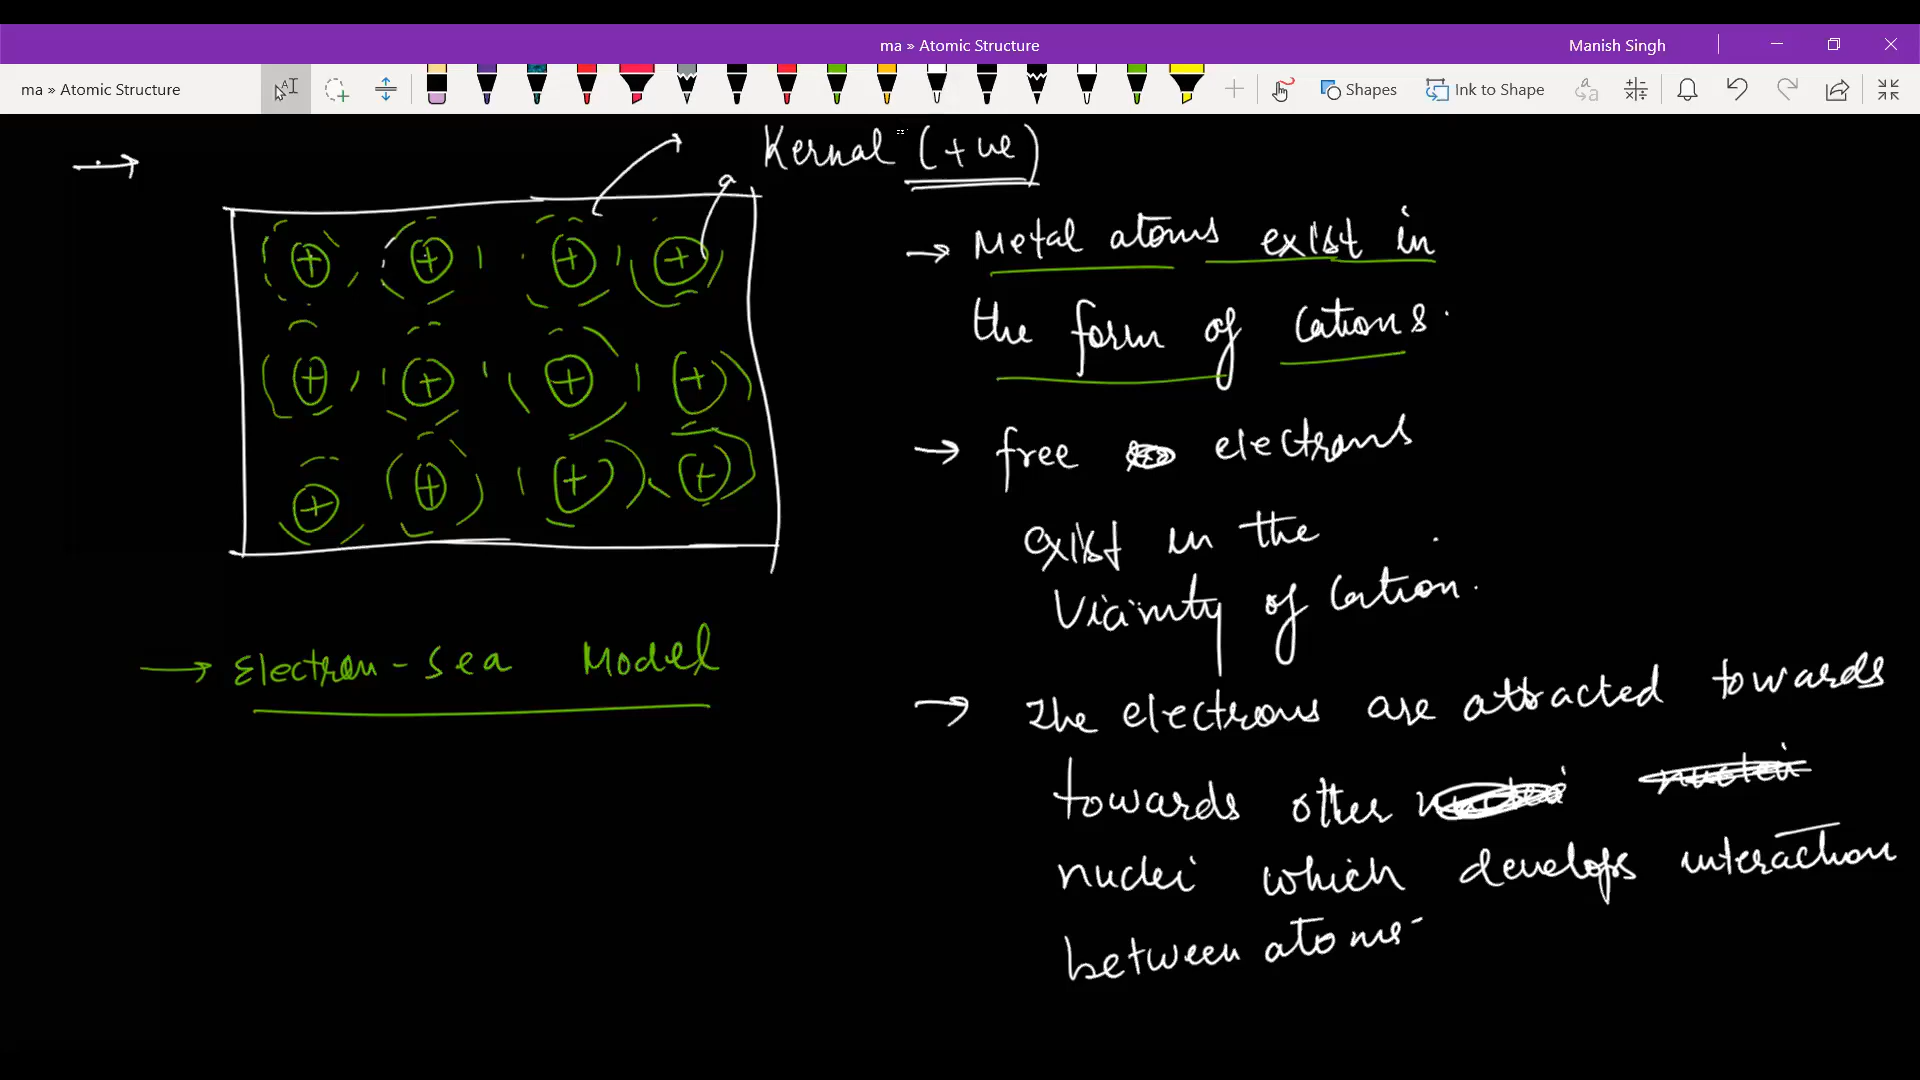 ma » Atomic Structure
Manish Singh
ma » Atomic Structure
Shapes
Ink to Shape
Kernal (+ve)
→ Metal atoms exist in
the form of Cations.
→ free electrons
exist in the
Vicinity of Cation.
→ Electron-Sea Model
→ The electrons are attracted towards
towards other
nuclei which develops interaction
between atoms